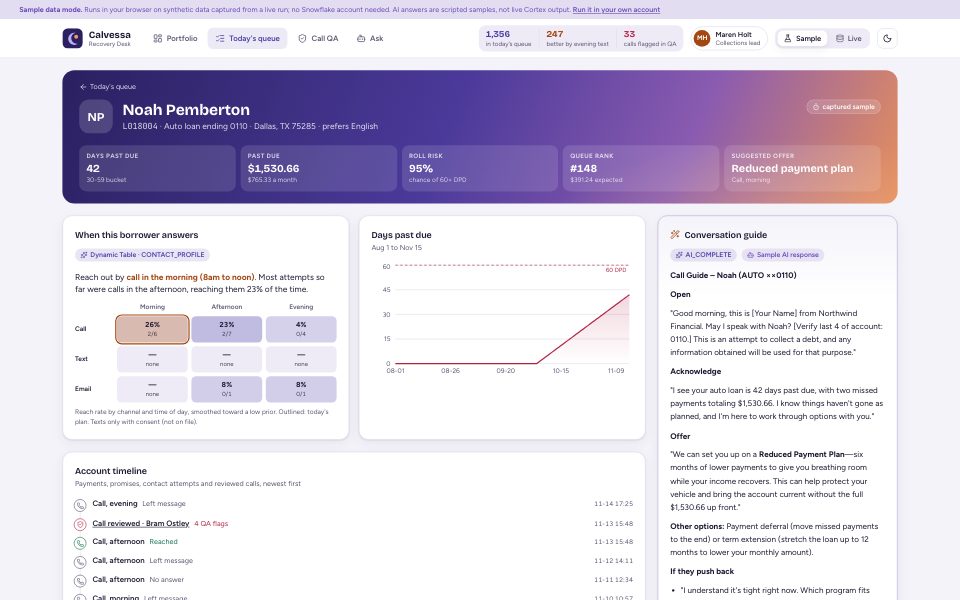 Sample data mode. Runs in your browser on synthetic data captured from a live run; no Snowflake account needed. AI answers are scripted samples, not live Cortex output. Run it in your own account
Calvessa
Recovery Desk
Portfolio
Today's queue
Call QA
Ask
1,356
in today's queue
247
better by evening text
33
calls flagged in QA
MH
Maren Holt
Collections lead
Sample
Live
← Today's queue
NP
Noah Pemberton
L018004 · Auto loan ending 0110 · Dallas, TX 75285 · prefers English
captured sample
DAYS PAST DUE
42
30-59 bucket
PAST DUE
$1,530.66
$765.33 a month
ROLL RISK
95%
chance of 60+ DPD
QUEUE RANK
#148
$391.24 expected
SUGGESTED OFFER
Reduced payment plan
Call, morning
When this borrower answers
Dynamic Table · CONTACT_PROFILE
Reach out by call in the morning (8am to noon). Most attempts so
far were calls in the afternoon, reaching them 23% of the time.
Morning Afternoon Evening
Call
26%
2/6
23%
2/7
4%
0/4
Text
—
none
—
none
—
none
Email
—
none
8%
0/1
8%
0/1
Reach rate by channel and time of day, smoothed toward a low prior. Outlined: today's
plan. Texts only with consent (not on file).
Days past due
Aug 1 to Nov 15
60
60 DPD
45
30
15
0
08-01 08-26 09-20 10-15 11-09
Account timeline
Payments, promises, contact attempts and reviewed calls, newest first
Call, evening Left message 11-14 17:25
Call reviewed · Bram Ostley 4 QA flags 11-13 15:48
Call, afternoon Reached 11-13 15:48
Call, afternoon Left message 11-12 14:11
Call, afternoon No answer 11-11 12:34
Call, morning Left message 11-10 10:57
Conversation guide
AI_COMPLETE
Sample AI response
Call Guide – Noah (AUTO ××0110)
Open
"Good morning, this is [Your Name] from Northwind
Financial. May I speak with Noah? [Verify last 4 of account:
0110.] This is an attempt to collect a debt, and any
information obtained will be used for that purpose."
Acknowledge
"I see your auto loan is 42 days past due, with two missed
payments totaling $1,530.66. I know things haven't gone as
planned, and I'm here to work through options with you."
Offer
"We can set you up on a Reduced Payment Plan—six
months of lower payments to give you breathing room
while your income recovers. This can help protect your
vehicle and bring the account current without the full
$1,530.66 up front."
Other options: Payment deferral (move missed payments
to the end) or term extension (stretch the loan up to 12
months to lower your monthly amount).
If they push back
• "I understand it's tight right now. Which program fits